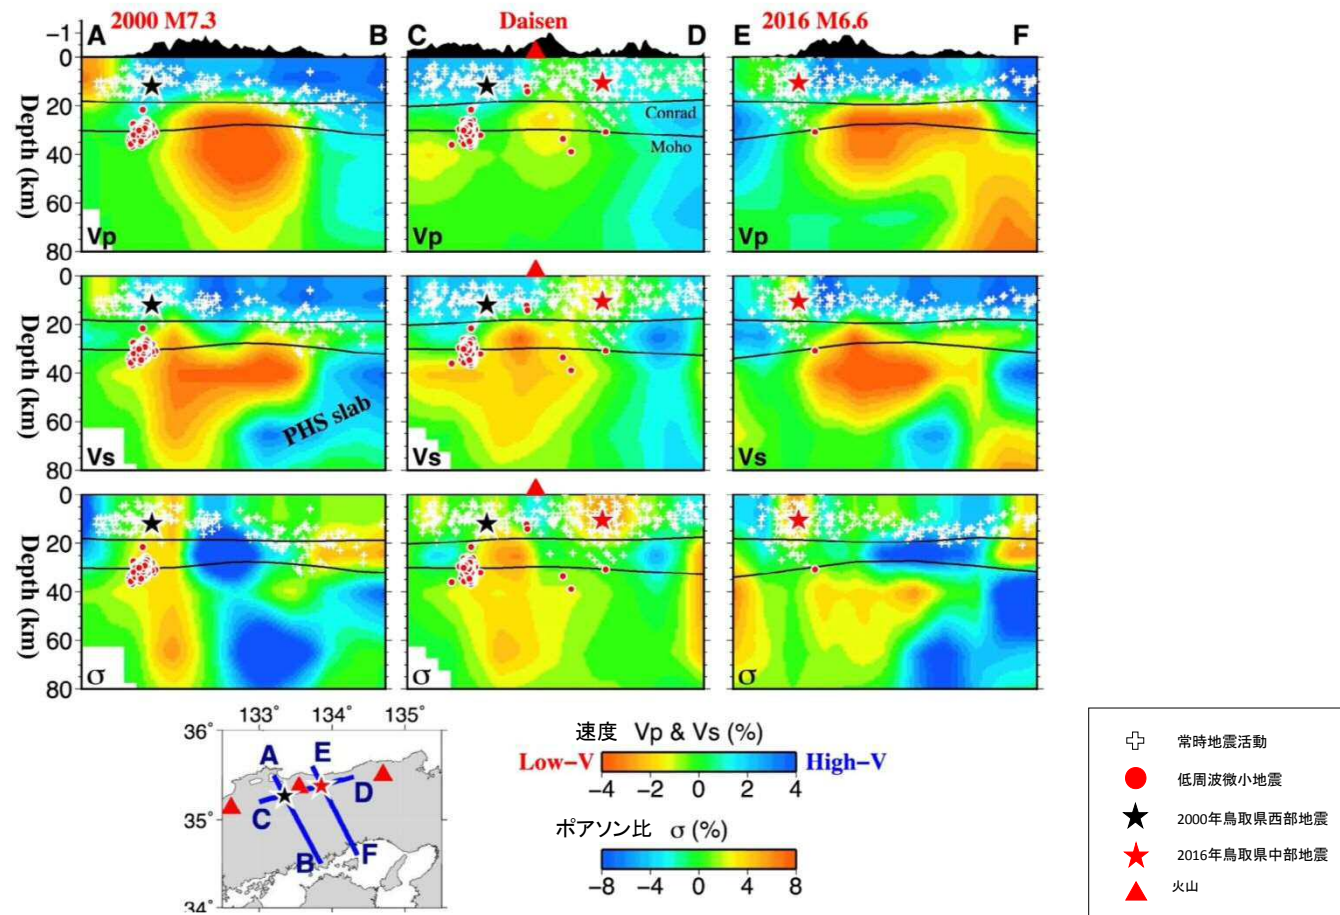 2000 M7.3
Daisen
2016 M6.6
A
B
C
D
E
F
−1
0
20
40
60
80
Depth (km)
Vp
Vp
Vp
Conrad
Moho
0
20
40
60
80
Depth (km)
Vs
Vs
Vs
PHS slab
0
20
40
60
80
Depth (km)
σ
σ
σ
133˚ 134˚ 135˚
36˚
35˚
34˚
A
E
D
C
B
F
速度 Vp & Vs (%)
Low−V
High−V
−4 −2 0 2 4
ポアソン比 σ (%)
−8 −4 0 4 8
常時地震活動
低周波微小地震
2000年鳥取県西部地震
2016年鳥取県中部地震
火山